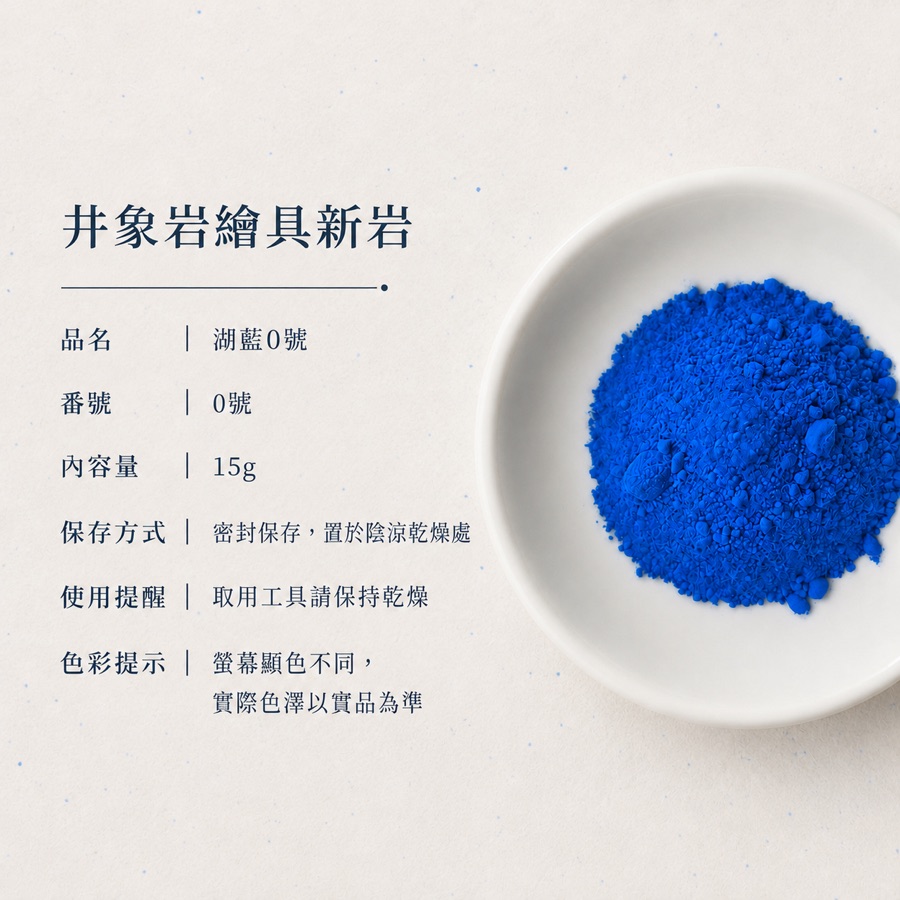 井象岩繪具新岩
品名 | 湖藍0號
番號 | 0號
內容量 | 15g
保存方式 | 密封保存，置於陰涼乾燥處
使用提醒 | 取用工具請保持乾燥
色彩提示 | 螢幕顯色不同，
實際色澤以實品為準